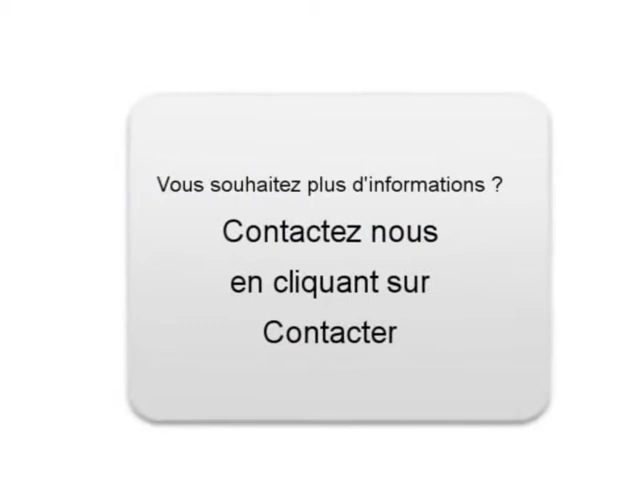 Vous souhaitez plus d'informations ?
Contactez nous
en cliquant sur
Contacter